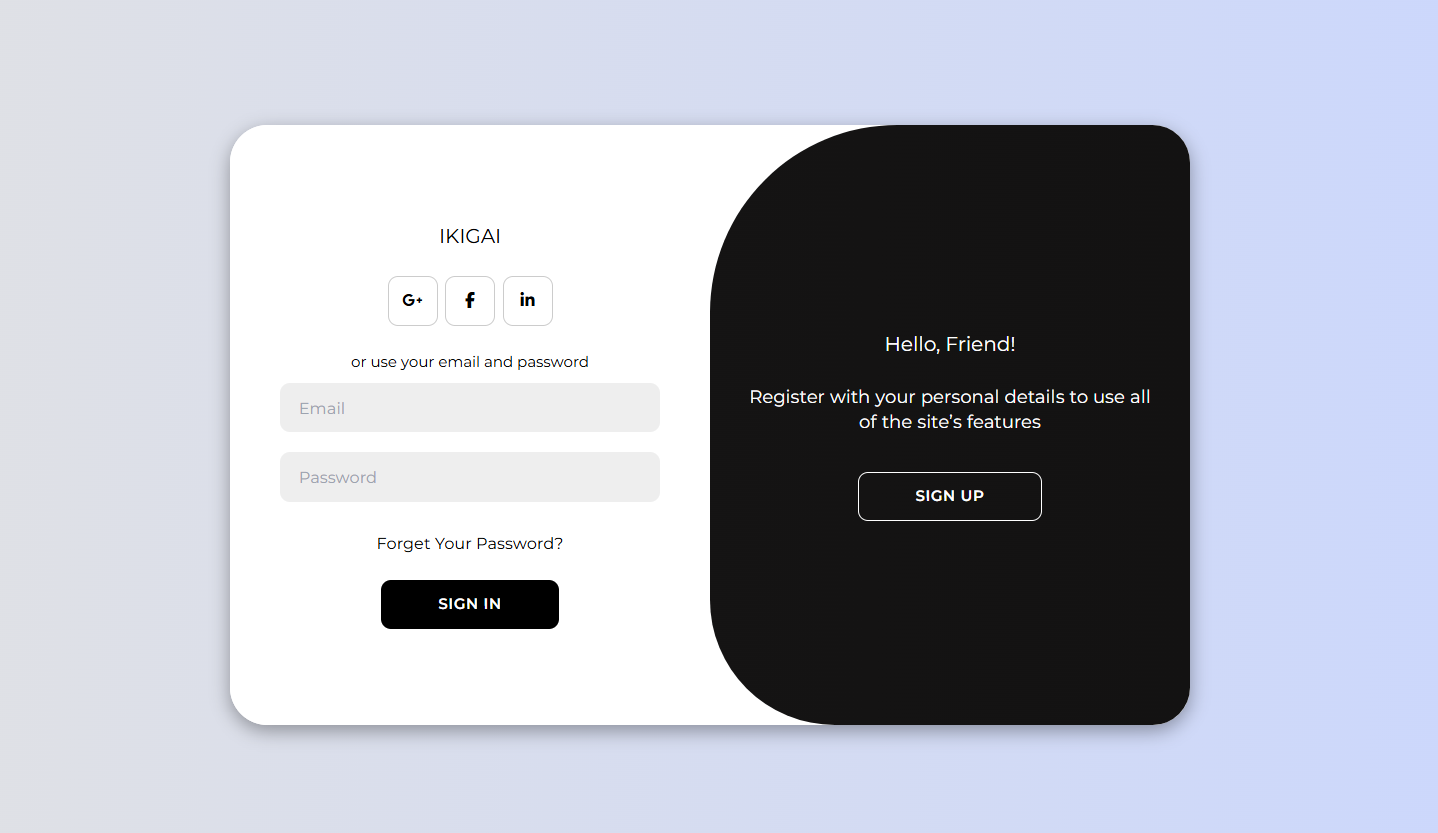 IKIGAI
G+ f in
or use your email and password
Email
Password
Forget Your Password?
SIGN IN
Hello, Friend!
Register with your personal details to use all
of the site’s features
SIGN UP